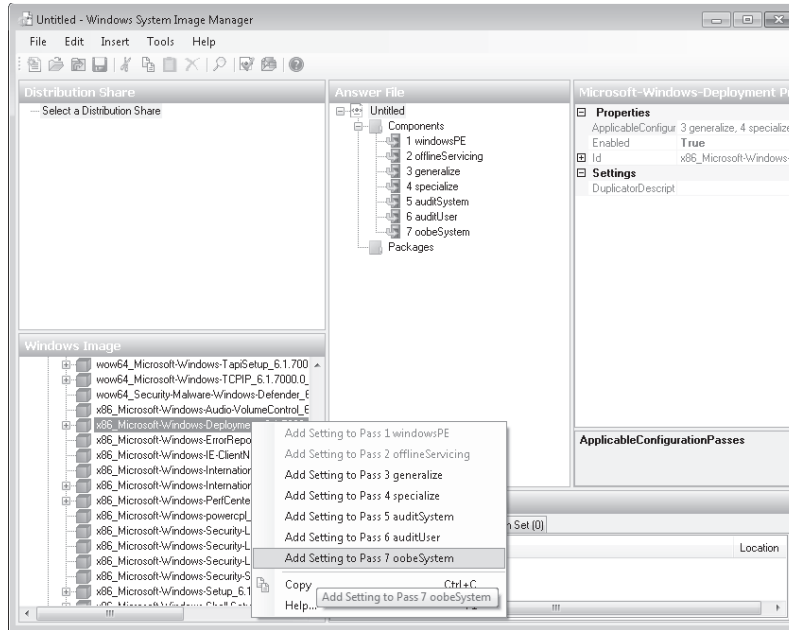 Untitled - Windows System Image Manager
File Edit Insert Tools Help
Distribution Share
Select a Distribution Share
Answer File
Untitled
Components
1 windowsPE
2 offlineServicing
3 generalize
4 specialize
5 auditSystem
6 auditUser
7 oobeSystem
Packages
Microsoft-Windows-Deployment P
Properties
ApplicableConfigur 3 generalize, 4 specialize
Enabled True
Id x86_Microsoft-Windows-
Settings
DuplicatorDescript
ApplicableConfigurationPasses
Windows Image
wow64_Microsoft-Windows-TapiSetup_6.1.700
wow64_Microsoft-Windows-TCPIP_6.1.7000.0_
wow64_Security-Malware-Windows-Defender_6
x86_Microsoft-Windows-Audio-VolumeControl_6
x86_Microsoft-Windows-Deployme
x86_Microsoft-Windows-ErrorRepo
x86_Microsoft-Windows-IE-ClientN
x86_Microsoft-Windows-Internation
x86_Microsoft-Windows-Internation
x86_Microsoft-Windows-PerfCente
x86_Microsoft-Windows-powercpl_
x86_Microsoft-Windows-Security-L
x86_Microsoft-Windows-Security-L
x86_Microsoft-Windows-Security-L
x86_Microsoft-Windows-Security-S
x86_Microsoft-Windows-Setup_6.1
Add Setting to Pass 1 windowsPE
Add Setting to Pass 2 offlineServicing
Add Setting to Pass 3 generalize
Add Setting to Pass 4 specialize
Add Setting to Pass 5 auditSystem
Add Setting to Pass 6 auditUser
Add Setting to Pass 7 oobeSystem
Copy Ctrl+C
Help...
Add Setting to Pass 7 oobeSystem
n Set (0)
Location